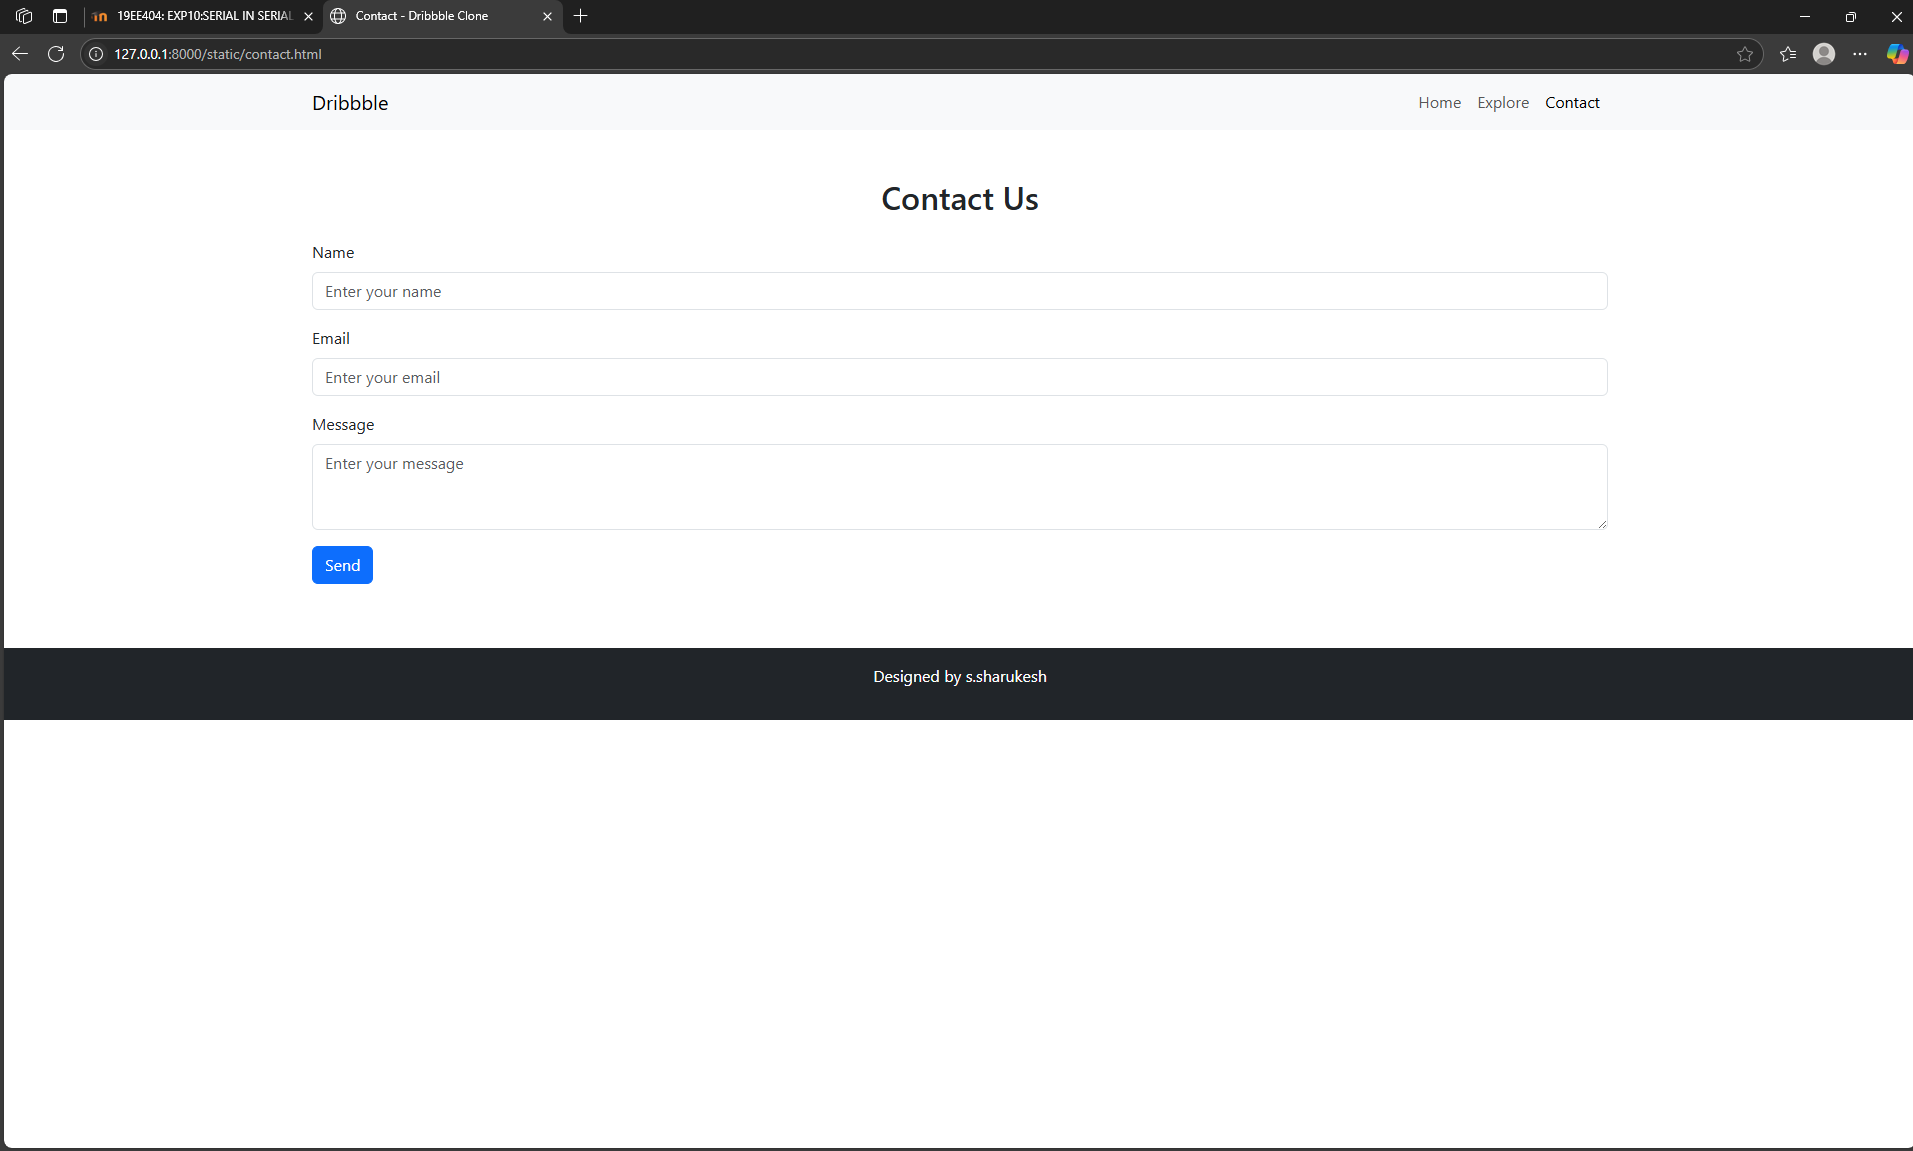 19EE404: EXP10:SERIAL IN SERIAL
Contact - Dribbble Clone
127.0.0.1:8000/static/contact.html
Dribbble
Home Explore Contact
Contact Us
Name
Enter your name
Email
Enter your email
Message
Enter your message
Send
Designed by s.sharukesh